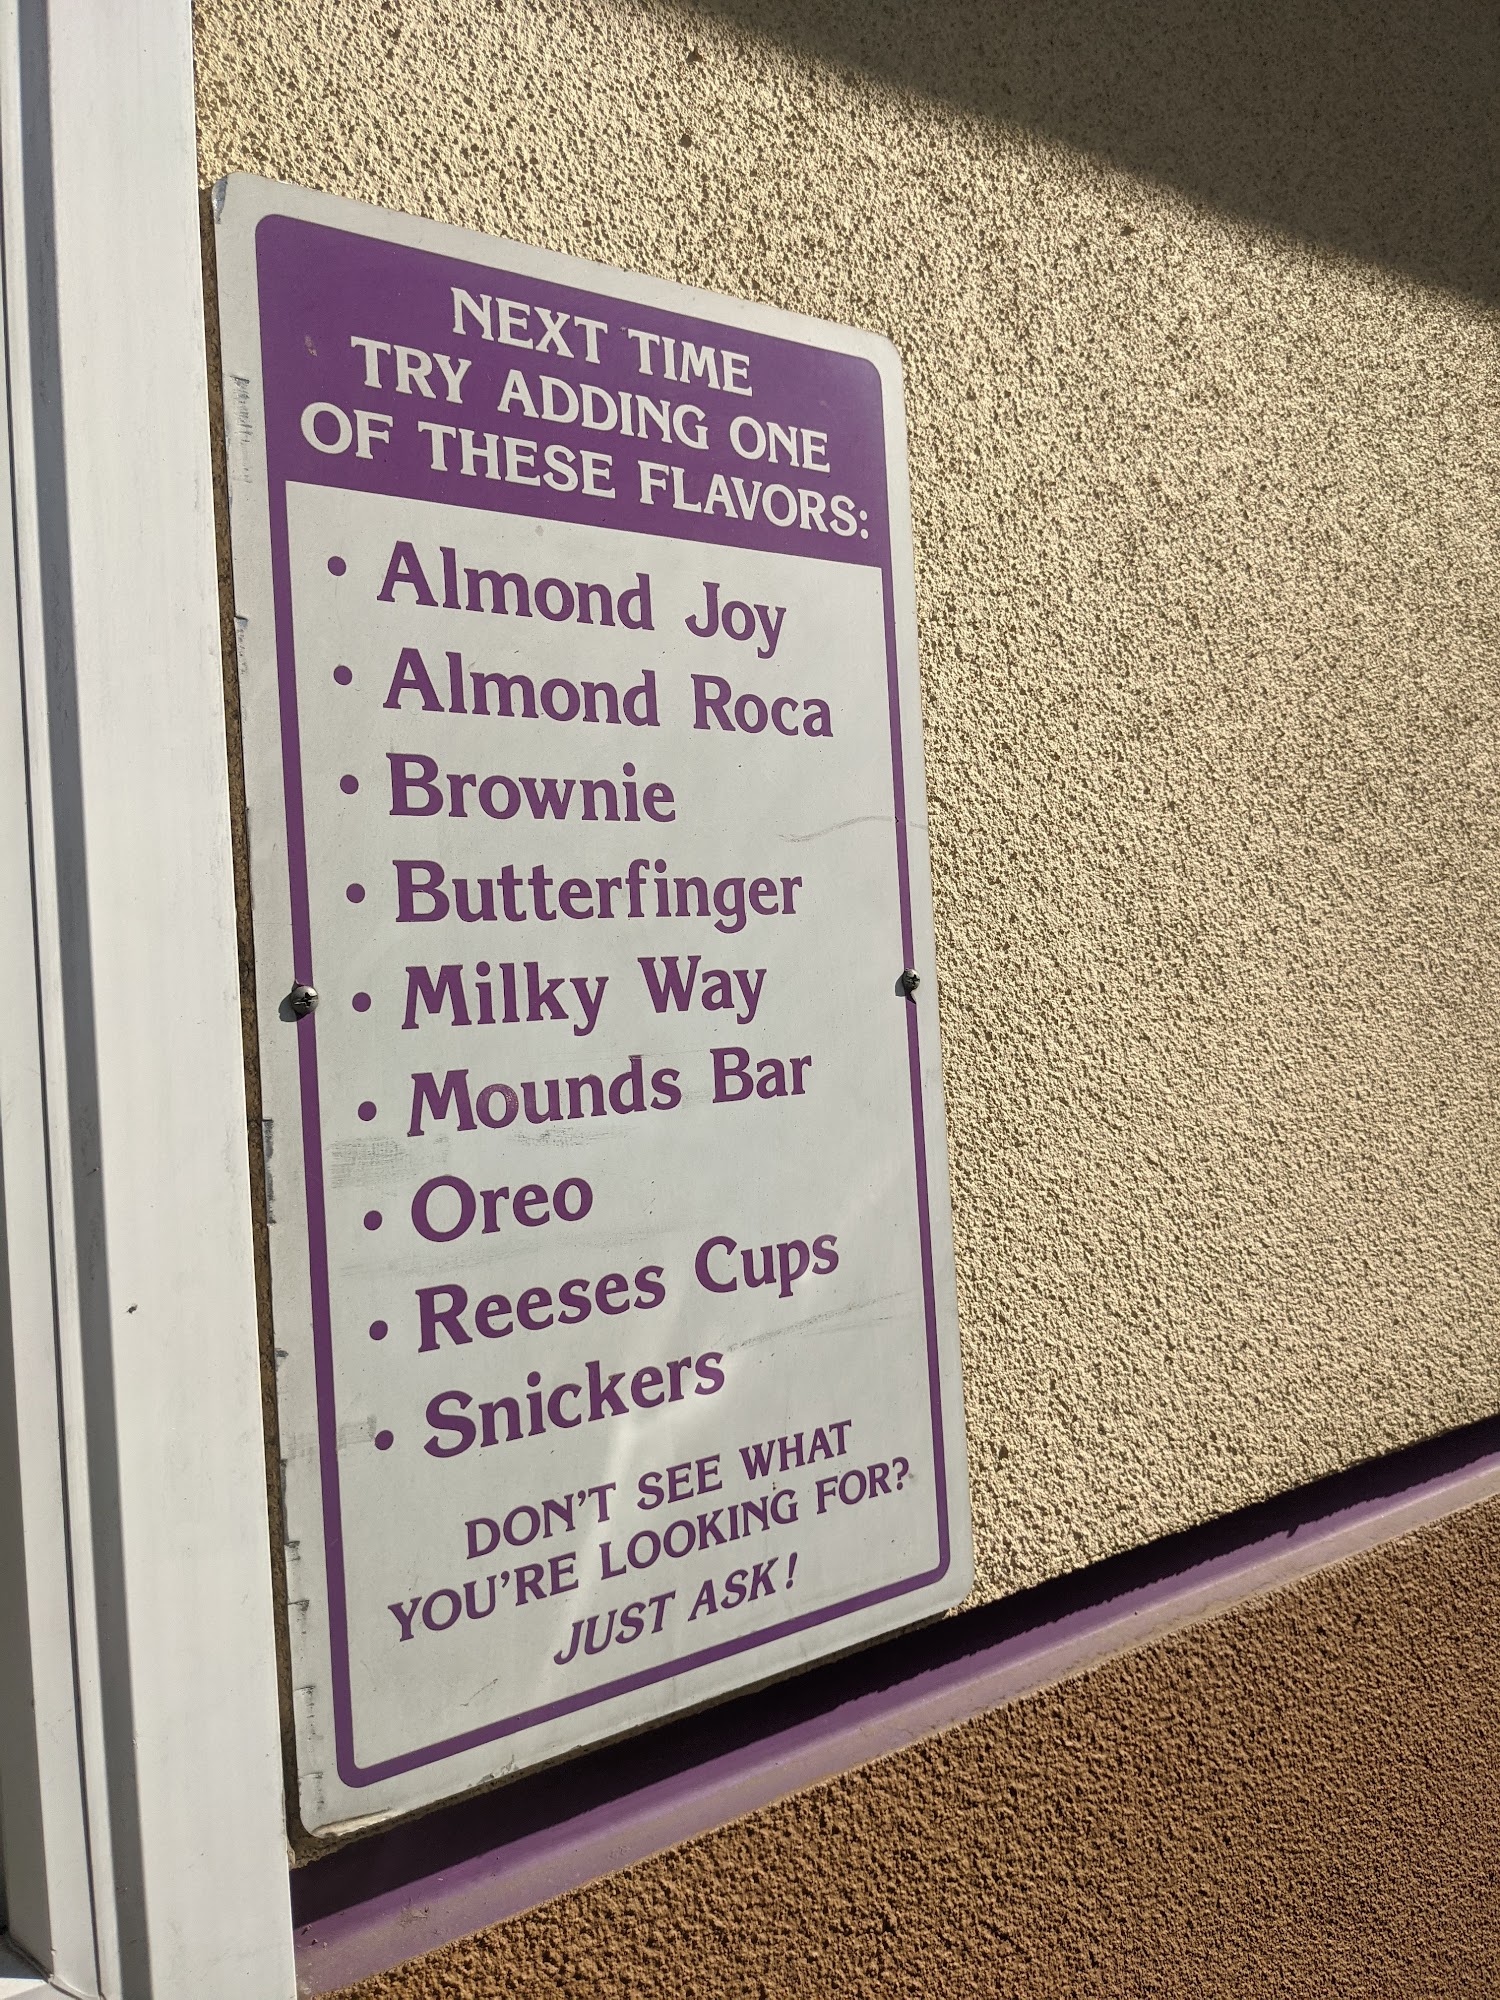 NEXT TIME
TRY ADDING ONE
OF THESE FLAVORS:
• Almond Joy
• Almond Roca
• Brownie
• Butterfinger
• Milky Way
• Mounds Bar
• Oreo
• Reeses Cups
• Snickers
DON'T SEE WHAT
YOU'RE LOOKING FOR?
JUST ASK!